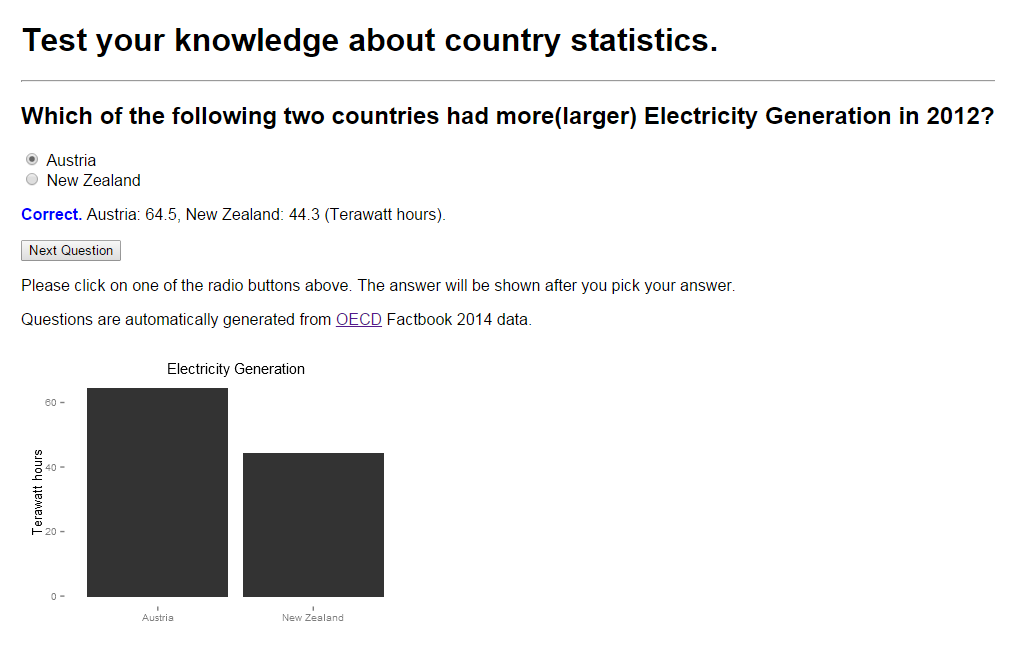 Test your knowledge about country statistics.
Which of the following two countries had more(larger) Electricity Generation in 2012?
Austria
New Zealand
Correct. Austria: 64.5, New Zealand: 44.3 (Terawatt hours).
Next Question
Please click on one of the radio buttons above. The answer will be shown after you pick your answer.
Questions are automatically generated from OECD Factbook 2014 data.
Electricity Generation
Terawatt hours
60
40
20
0
Austria
New Zealand